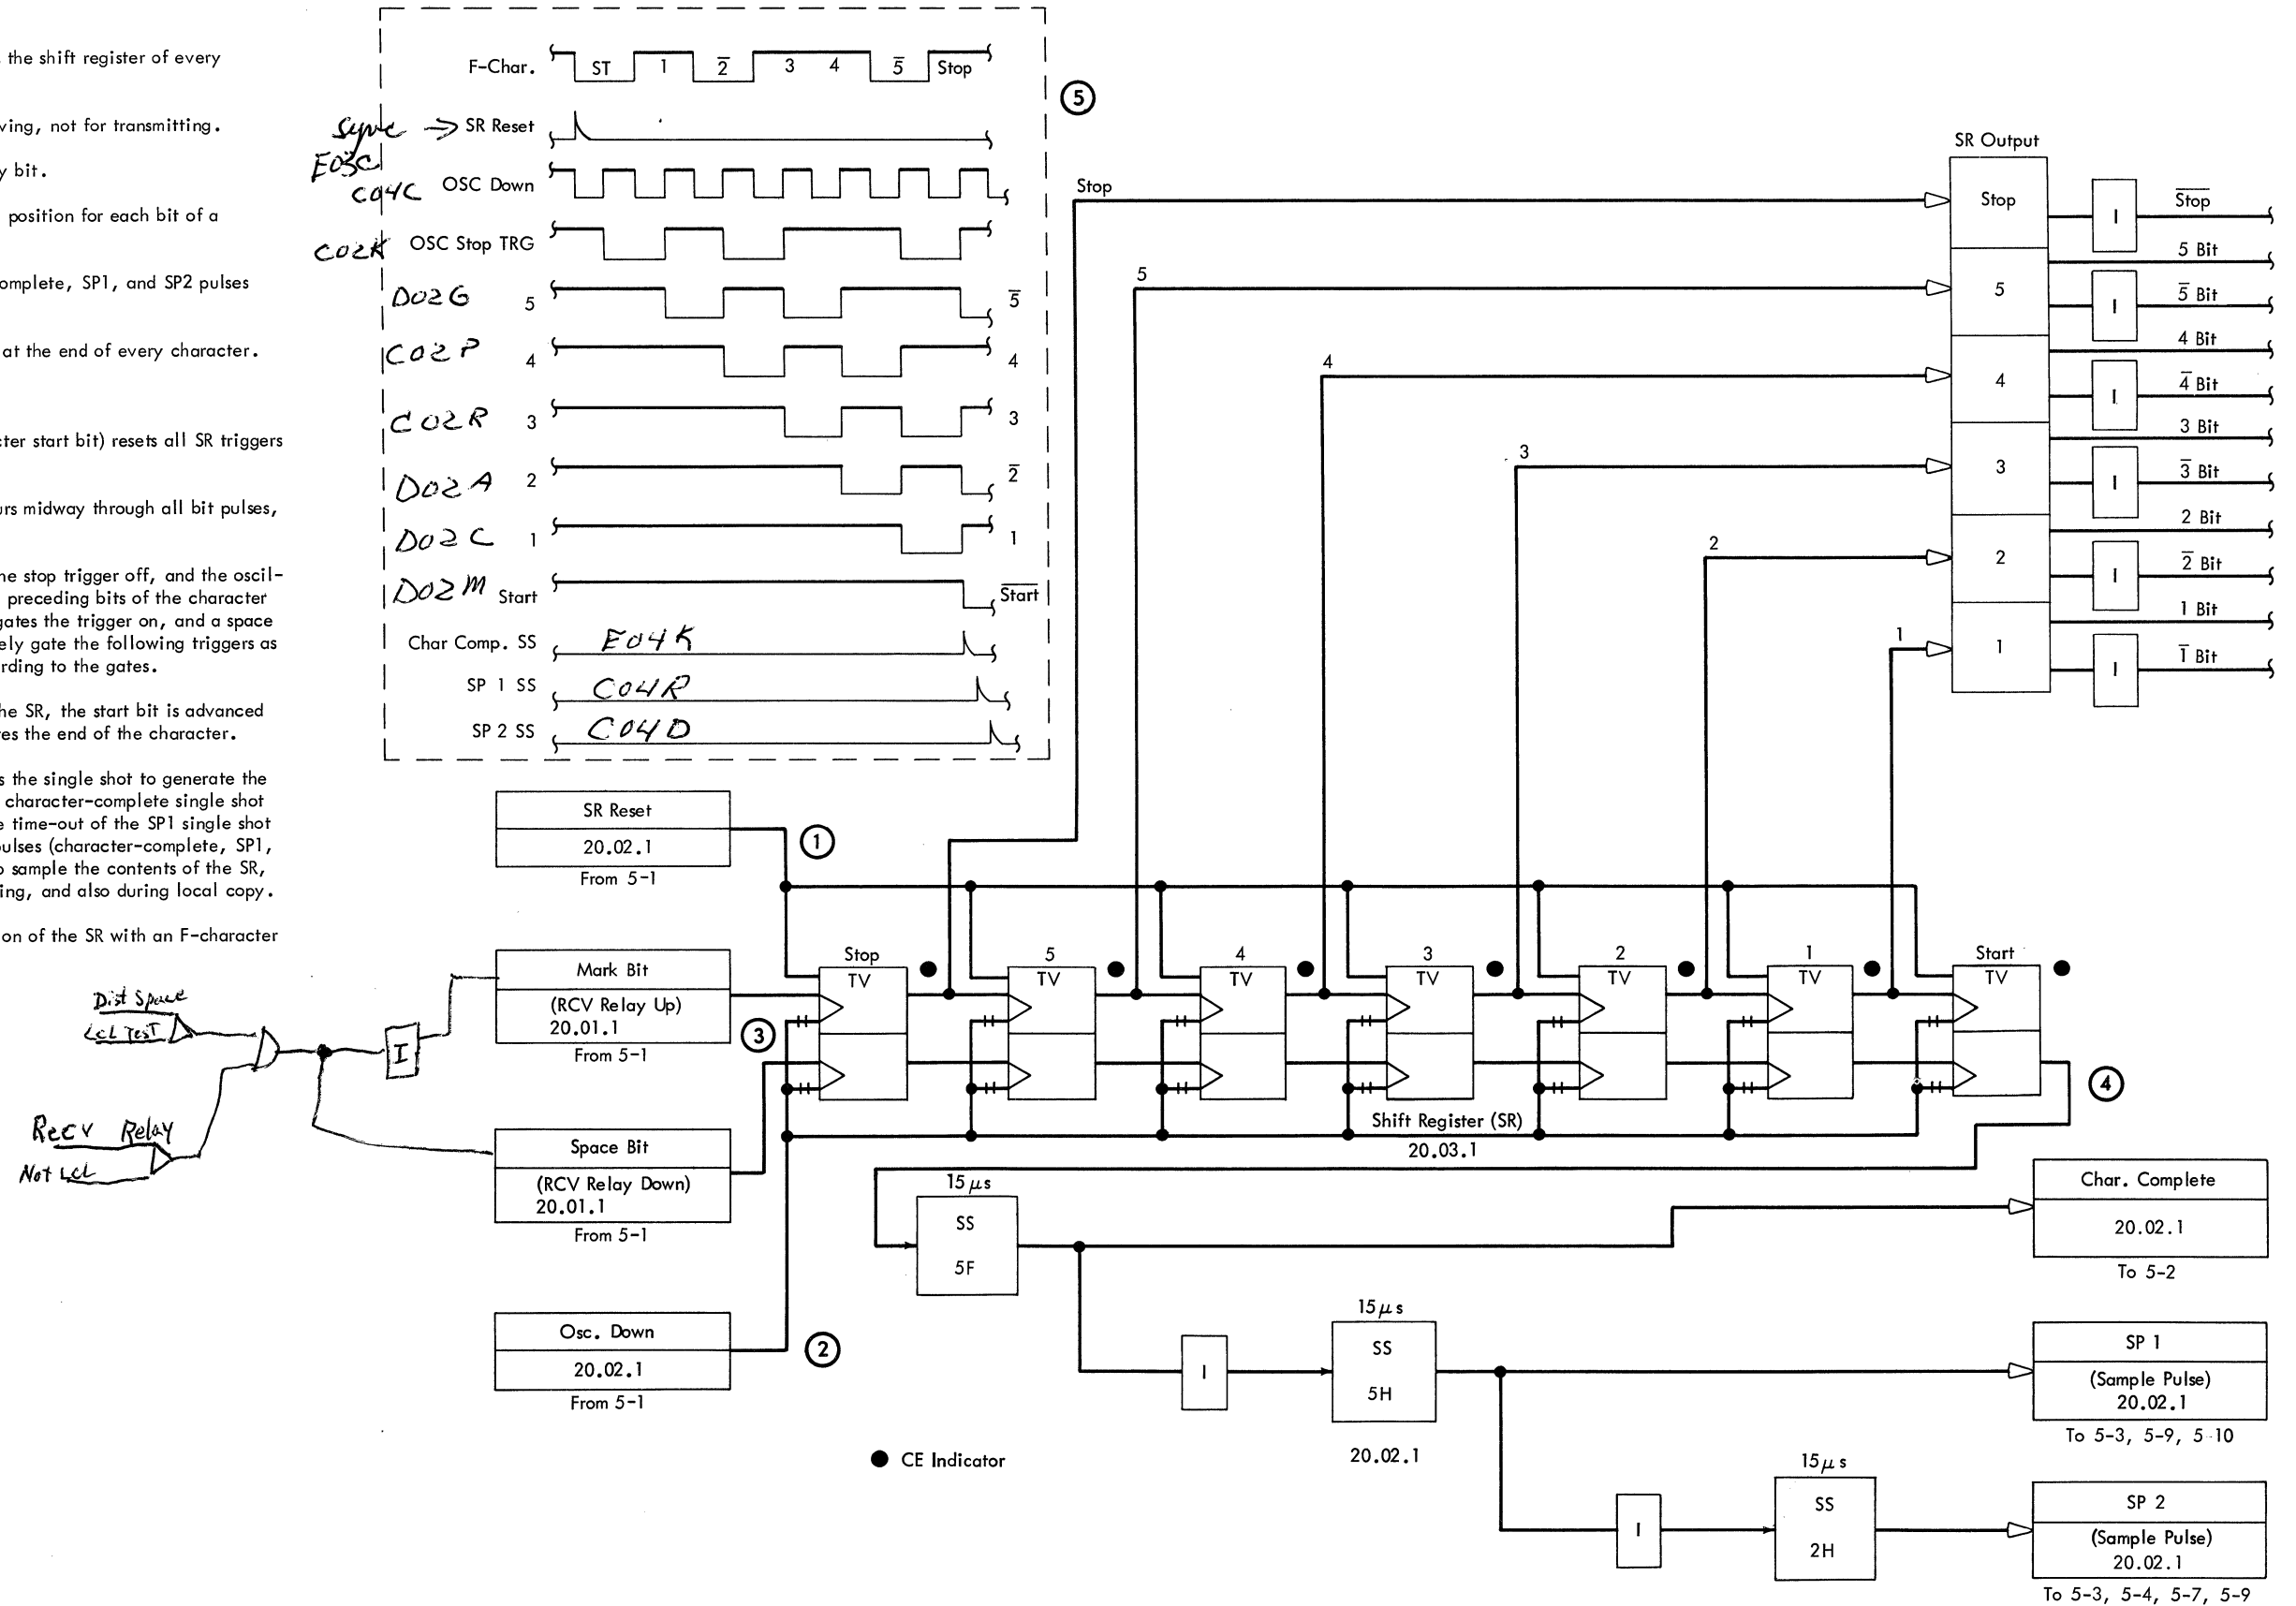 the shift register of every
ving, not for transmitting.
y bit.
position for each bit of a
omplete, SP1, and SP2 pulses
at the end of every character.
cter start bit) resets all SR triggers
urs midway through all bit pulses,
ne stop trigger off, and the oscil-
preceding bits of the character
gates the trigger on, and a space
ely gate the following triggers as
rding to the gates.
he SR, the start bit is advanced
res the end of the character.
s the single shot to generate the
character-complete single shot
e time-out of the SP1 single shot
pulses (character-complete, SP1,
o sample the contents of the SR,
ing, and also during local copy.
on of the SR with an F-character
F-Char. ST 1 2̅ 3 4 5̅ Stop
5
Sync → SR Reset
E03C
C04C OSC Down
C02K OSC Stop TRG
D02G 5 5̅
C02P 4 4
C02R 3 3
D02A 2 2̅
D02C 1 1
D02M Start S̅t̅a̅r̅t̅
Char Comp. SS E04K
SP 1 SS C04R
SP 2 SS C04D
SR Output
Stop Stop I S̅t̅o̅p̅
5 Bit
5 5 I 5̅ Bit
4 Bit
4 4 I 4̅ Bit
3 Bit
3 3 I 3̅ Bit
2 Bit
2 2 I 2̅ Bit
1 Bit
1 1 I 1̅ Bit
SR Reset
20.02.1
From 5-1
1
Mark Bit
(RCV Relay Up)
20.01.1
From 5-1
3
Dist Space
Lcl Test
I
Recv Relay
Not Lcl
Space Bit
(RCV Relay Down)
20.01.1
From 5-1
Osc. Down
20.02.1
From 5-1
2
Stop 5 4 3 2 1 Start
TV TV TV TV TV TV TV
4
Shift Register (SR)
20.03.1
15 μs
SS
5F
Char. Complete
20.02.1
To 5-2
I
15 μs
SS
5H
20.02.1
SP 1
(Sample Pulse)
20.02.1
To 5-3, 5-9, 5-10
I
15 μs
SS
2H
SP 2
(Sample Pulse)
20.02.1
To 5-3, 5-4, 5-7, 5-9
● CE Indicator